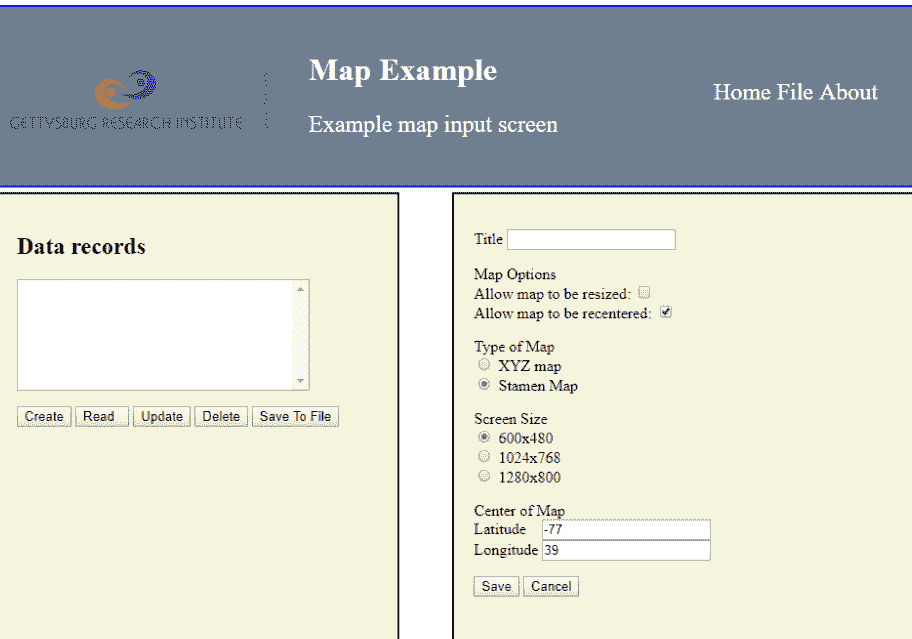 GETTYSBURG RESEARCH INSTITUTE
Map Example
Example map input screen
Home File About
Data records
Create Read Update Delete Save To File
Title
Map Options
Allow map to be resized:
Allow map to be recentered:
Type of Map
XYZ map
Stamen Map
Screen Size
600x480
1024x768
1280x800
Center of Map
Latitude -77
Longitude 39
Save Cancel